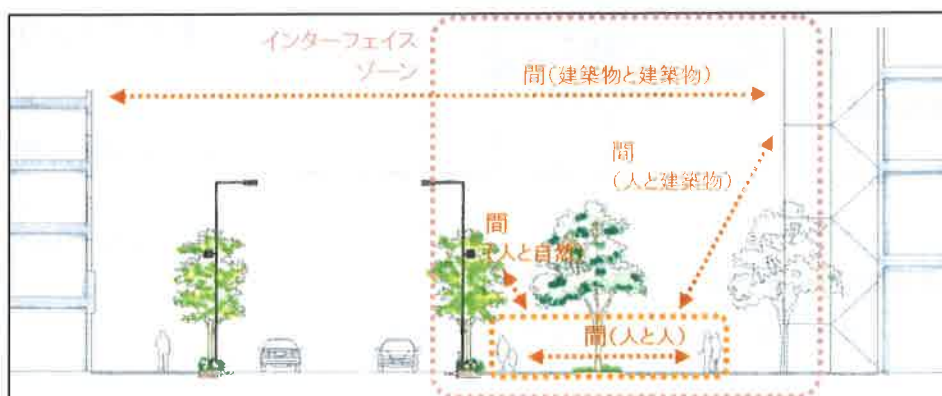 インターフェイス
ゾーン
間(建築物と建築物)
間
(人と建築物)
間
(人と自然)
間(人と人)